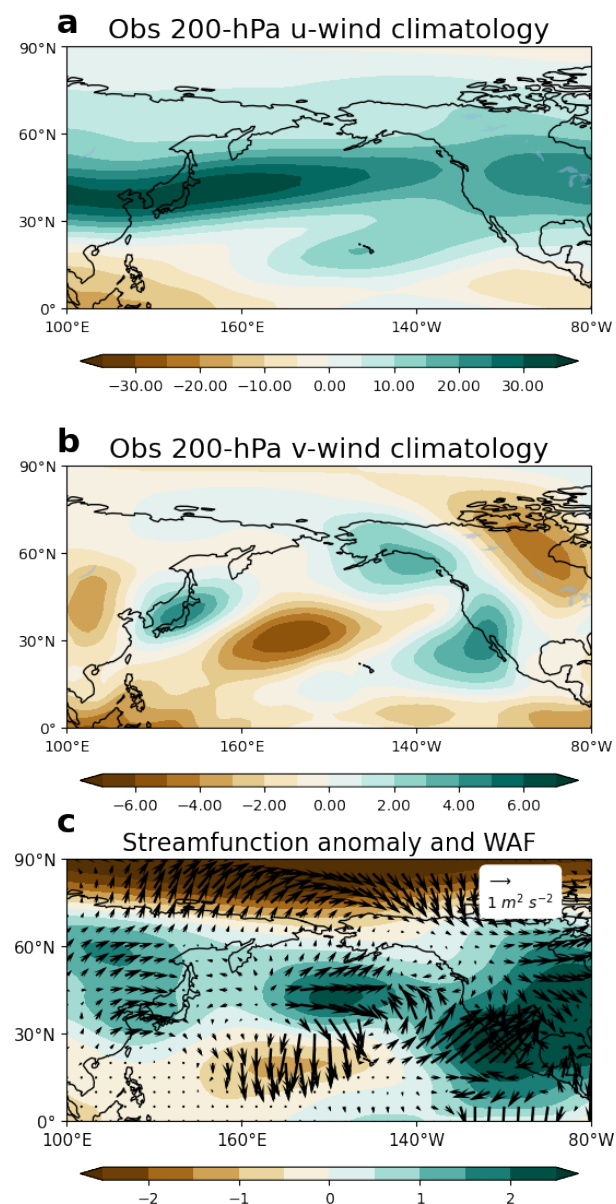 a
Obs 200-hPa u-wind climatology
90°N
60°N
30°N
0°
100°E 160°E 140°W 80°W
−30.00 −20.00 −10.00 0.00 10.00 20.00 30.00
b
Obs 200-hPa v-wind climatology
90°N
60°N
30°N
0°
100°E 160°E 140°W 80°W
−6.00 −4.00 −2.00 0.00 2.00 4.00 6.00
c
Streamfunction anomaly and WAF
90°N
→
1 m² s⁻²
60°N
30°N
0°
100°E 160°E 140°W 80°W
−2 −1 0 1 2